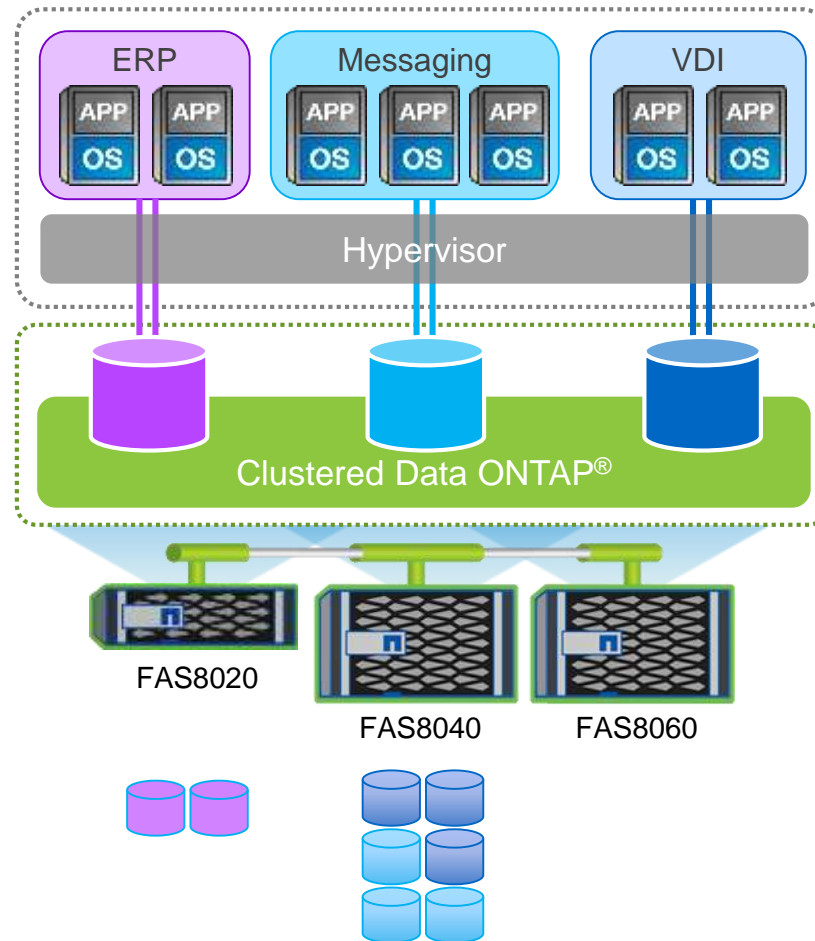 ERP
Messaging
VDI
APP APP APP APP APP APP APP
OS OS OS OS OS OS OS
Hypervisor
Clustered Data ONTAP®
FAS8020
FAS8040
FAS8060